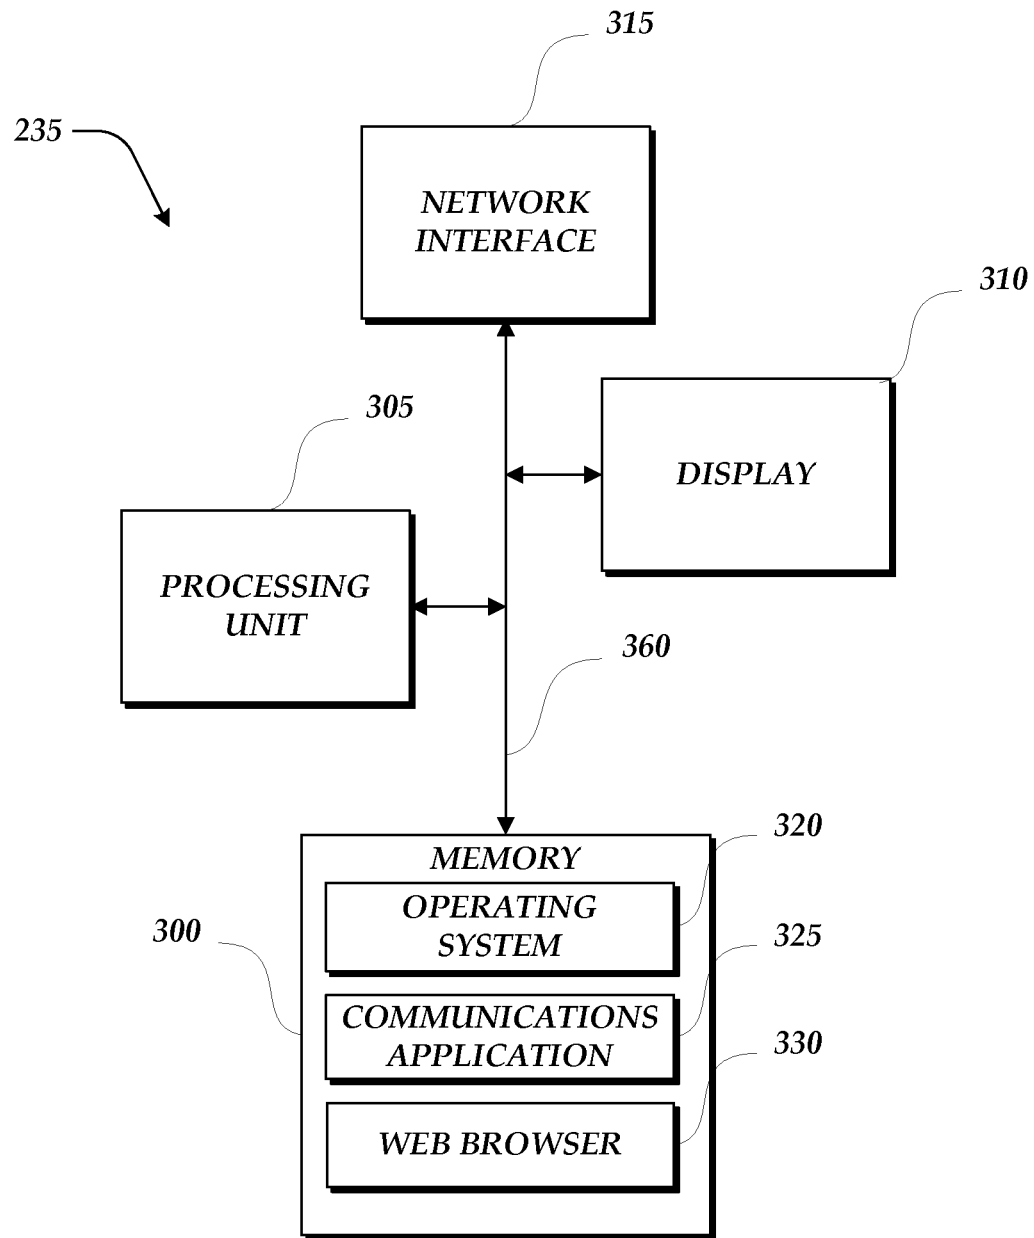 315
235
NETWORK
INTERFACE
310
305
DISPLAY
PROCESSING
UNIT
360
320
MEMORY
OPERATING
SYSTEM
300
325
COMMUNICATIONS
APPLICATION
330
WEB BROWSER